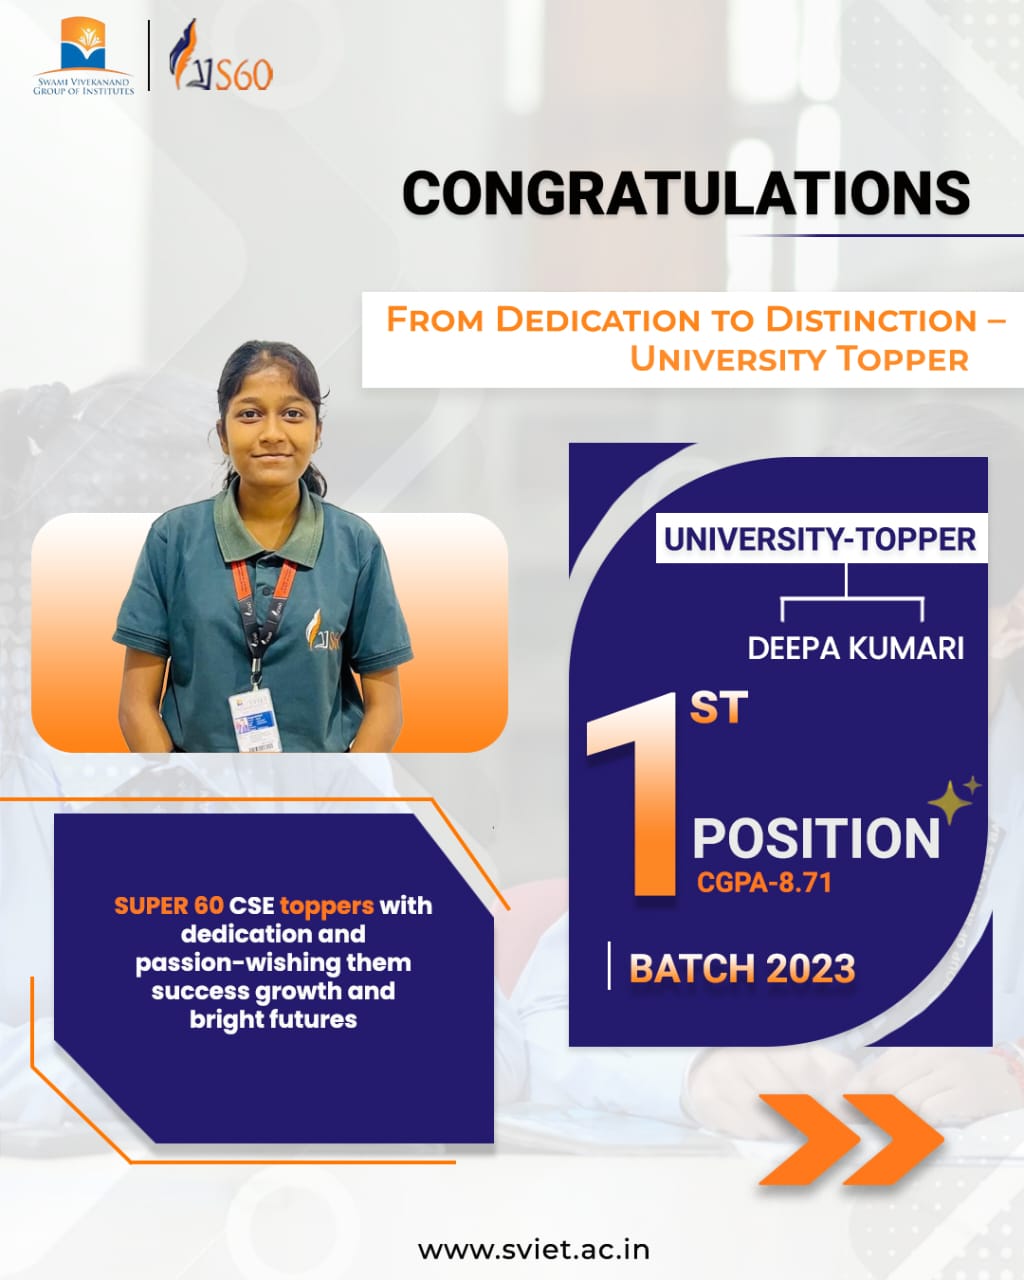 SWAMI VIVEKANAND
GROUP OF INSTITUTES
S60
CONGRATULATIONS
FROM DEDICATION TO DISTINCTION –
UNIVERSITY TOPPER
UNIVERSITY-TOPPER
DEEPA KUMARI
1ST
POSITION
CGPA-8.71
BATCH 2023
S60
SUPER 60 CSE toppers with
dedication and
passion-wishing them
success growth and
bright futures
www.sviet.ac.in